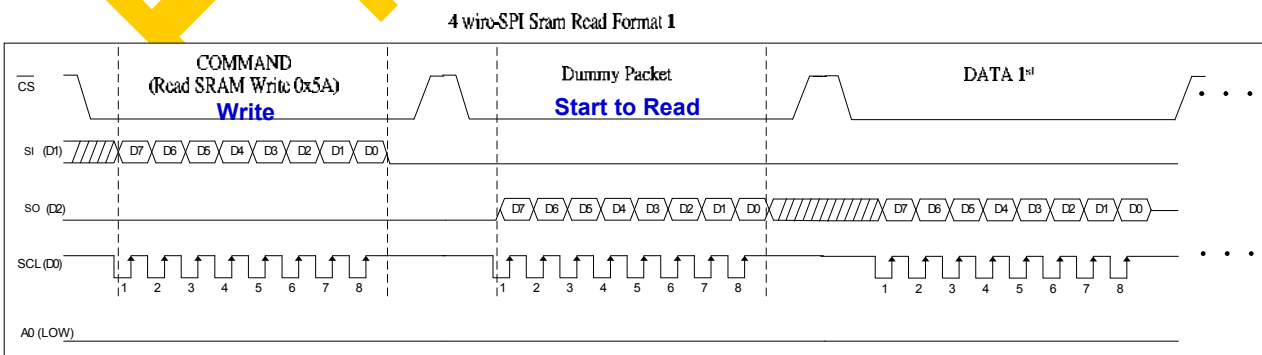 4 wiro-SPI Sram Read Format 1
CS
COMMAND
(Read SRAM Write 0x5A)
Write
Dummy Packet
Start to Read
DATA 1st
• • •
SI (D1)
D7 D6 D5 D4 D3 D2 D1 D0
SO (D2)
D7 D6 D5 D4 D3 D2 D1 D0 D7 D6 D5 D4 D3 D2 D1 D0
SCL(D0)
• • •
1 2 3 4 5 6 7 8 1 2 3 4 5 6 7 8 1 2 3 4 5 6 7 8
A0 (LOW)